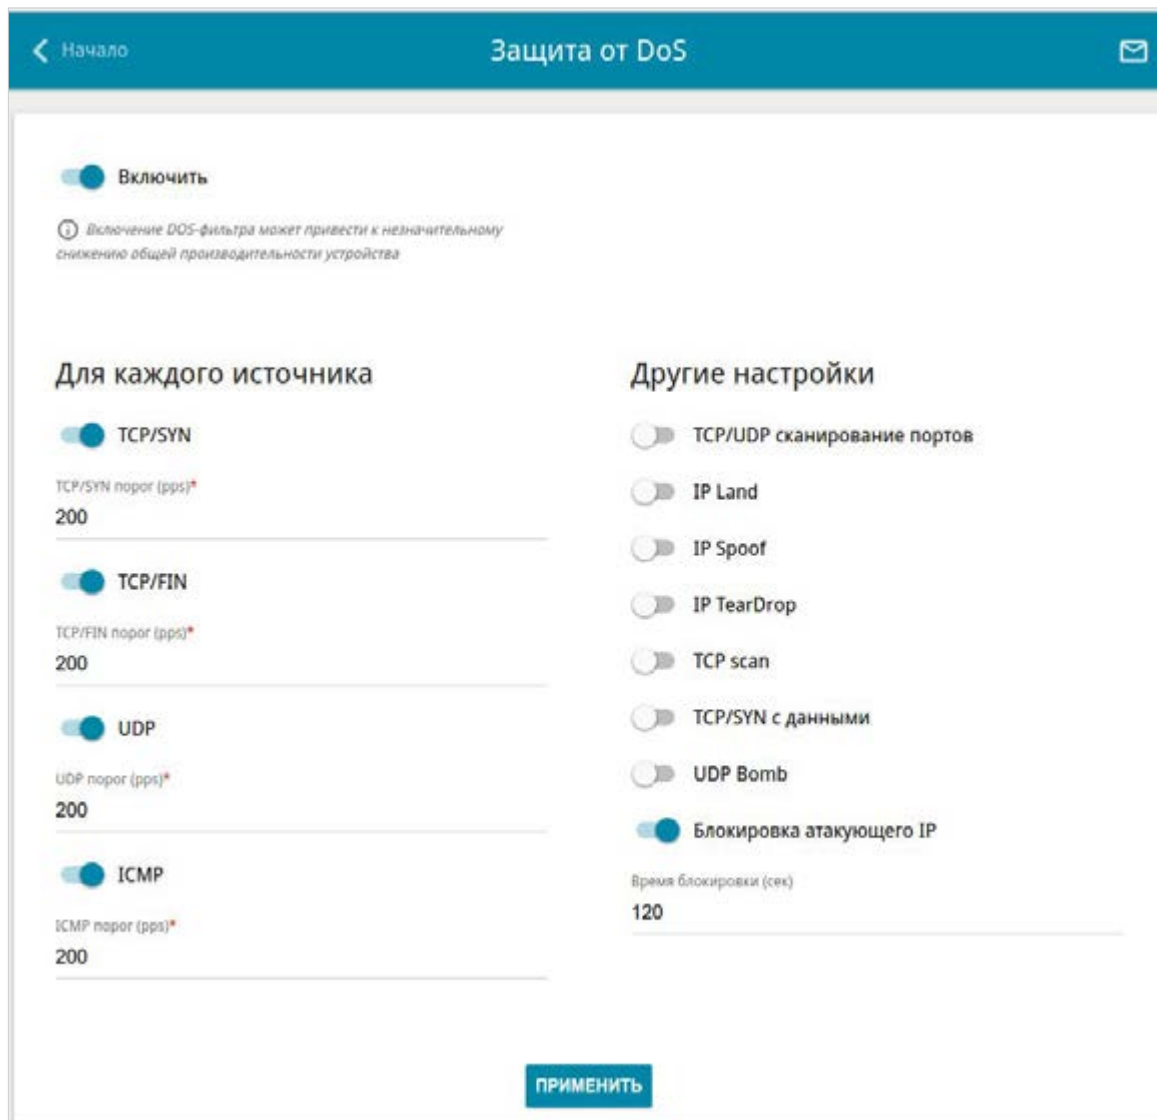 Начало
Защита от DoS
Включить
Включение DOS-фильтра может привести к незначительному
снижению общей производительности устройства
Для каждого источника
TCP/SYN
TCP/SYN порог (pps)*
200
TCP/FIN
TCP/FIN порог (pps)*
200
UDP
UDP порог (pps)*
200
ICMP
ICMP порог (pps)*
200
Другие настройки
TCP/UDP сканирование портов
IP Land
IP Spoof
IP TearDrop
TCP scan
TCP/SYN с данными
UDP Bomb
Блокировка атакующего IP
Время блокировки (сек)
120
ПРИМЕНИТЬ